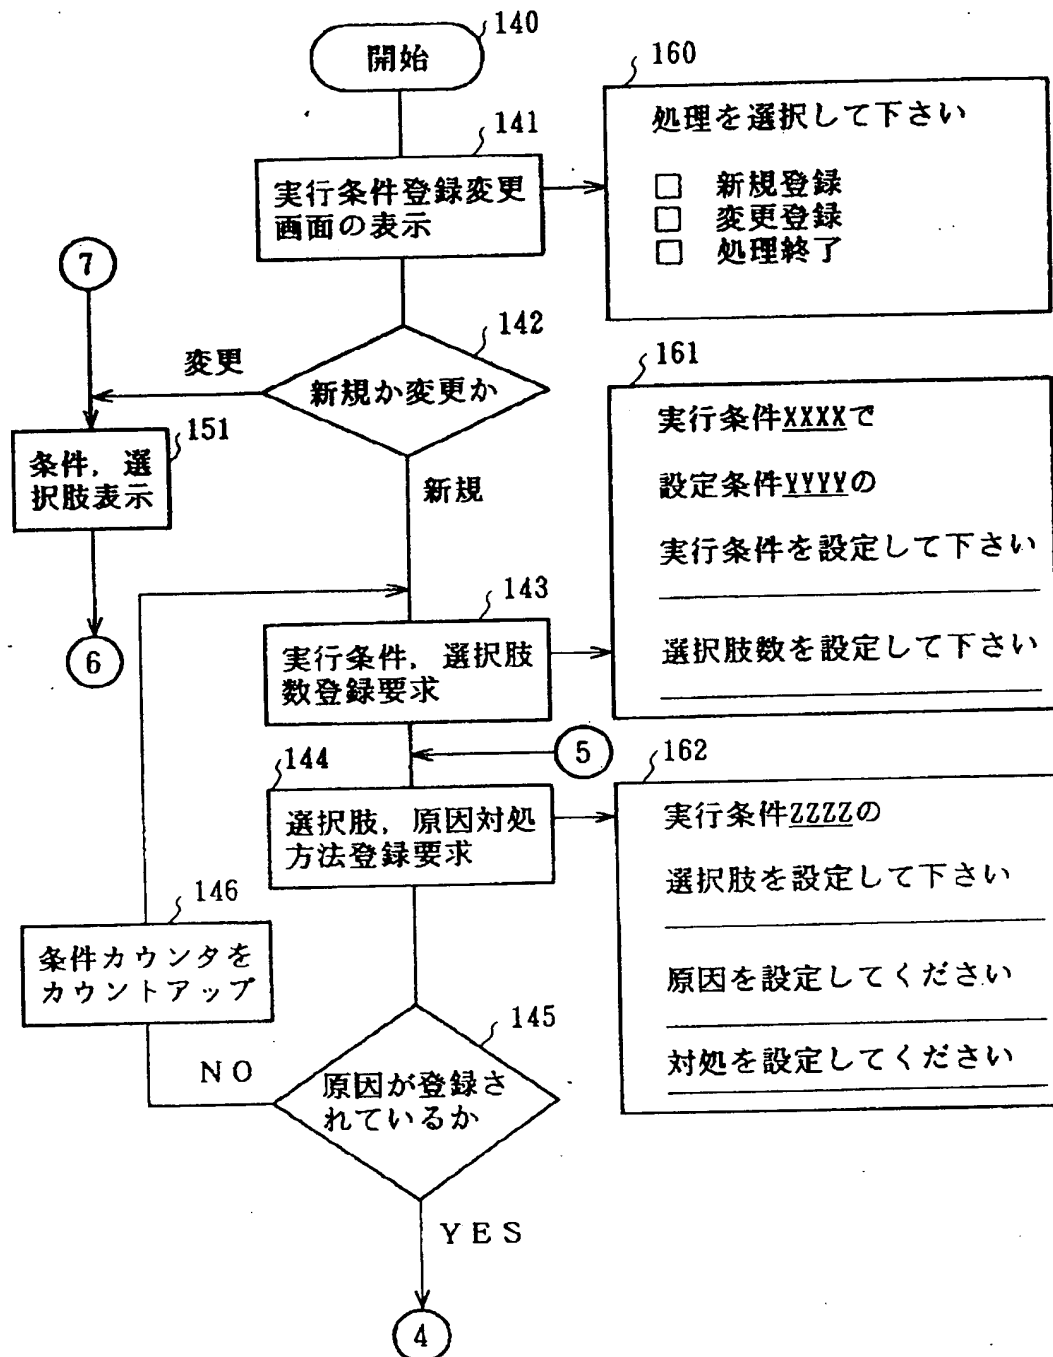 140
開始
141
実行条件登録変更
画面の表示
160
処理を選択して下さい
□ 新規登録
□ 変更登録
□ 処理終了
7
142
新規か変更か
変更
新規
151
条件，選
択肢表示
6
161
実行条件XXXXで
設定条件YYYYの
実行条件を設定して下さい
選択肢数を設定して下さい
143
実行条件，選択肢
数登録要求
5
144
選択肢，原因対処
方法登録要求
162
実行条件ZZZZの
選択肢を設定して下さい
原因を設定してください
対処を設定してください
146
条件カウンタを
カウントアップ
145
原因が登録さ
れているか
NO
YES
4